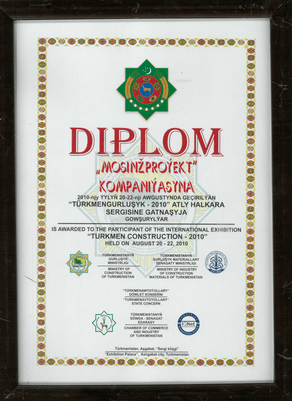 DIPLOM
„MOSINŽPROÝEKT"
KOMPANIÝASYNA
2010-njy ÝYLYŇ 20-22-nji AWGUSTYNDA GEÇIRILÝÄN
"TÜRKMENGURLUŞYK - 2010" ATLY HALKARA
SERGISINE GATNAŞYJA
GOWŞURYLÝAR
IS AWARDED TO THE PARTICIPANT OF THE INTERNATIONAL EXHIBITION
"TURKMEN CONSTRUCTION - 2010"
HELD ON AUGUST 20 - 22, 2010
TÜRKMENISTANYŇ
GURLUŞYK
MINISTRLIGI
MINISTRY OF
CONSTRUCTION OF
TURKMENISTAN
TÜRKMENISTANYŇ
GURLUŞYK MATERIALLARY
SENAGATY MINISTRLIGI
MINISTRY OF INDUSTRY
OF CONSTRUCTION
MATERIALS OF TURKMENISTAN
"TÜRKMENAWTOÝOLLARY"
DÖWLET KONSERNI
"TURKMENAVTOYOLLARY"
STATE CONCERN
TÜRKMENISTANYŇ
SÖWDA - SENAGAT
EDARASY
CHAMBER OF COMMERCE
AND INDUSTRY
OF TURKMENISTAN
Türkmenistan, Aşgabat, "Sergi köşgi"
"Exhibition Palace", Ashgabat city, Turkmenistan